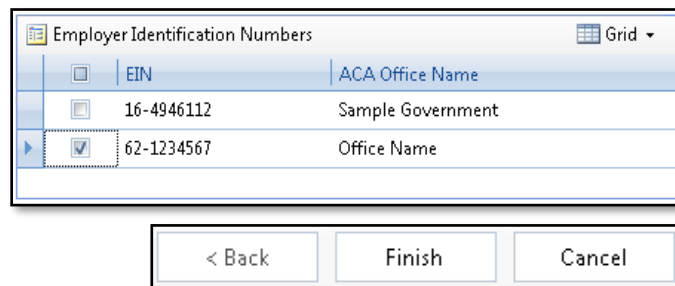 Employer Identification Numbers Grid
EIN ACA Office Name
16-4946112 Sample Government
62-1234567 Office Name
< Back Finish Cancel